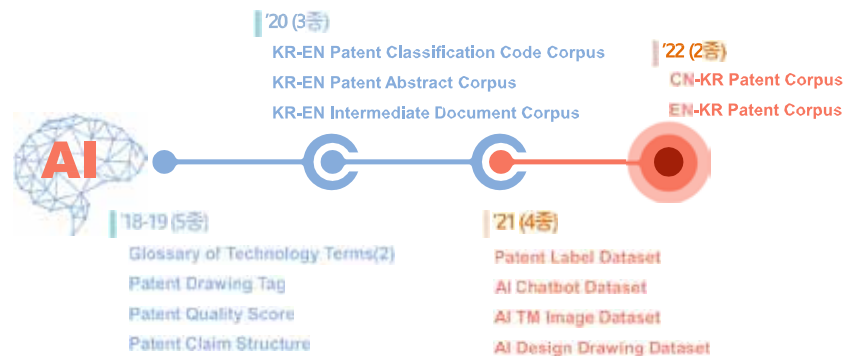 '20 (3종)
KR-EN Patent Classification Code Corpus
KR-EN Patent Abstract Corpus
KR-EN Intermediate Document Corpus
'22 (2종)
CN-KR Patent Corpus
EN-KR Patent Corpus
AI
'18-19 (5종)
Glossary of Technology Terms(2)
Patent Drawing Tag
Patent Quality Score
Patent Claim Structure
'21 (4종)
Patent Label Dataset
AI Chatbot Dataset
AI TM Image Dataset
AI Design Drawing Dataset